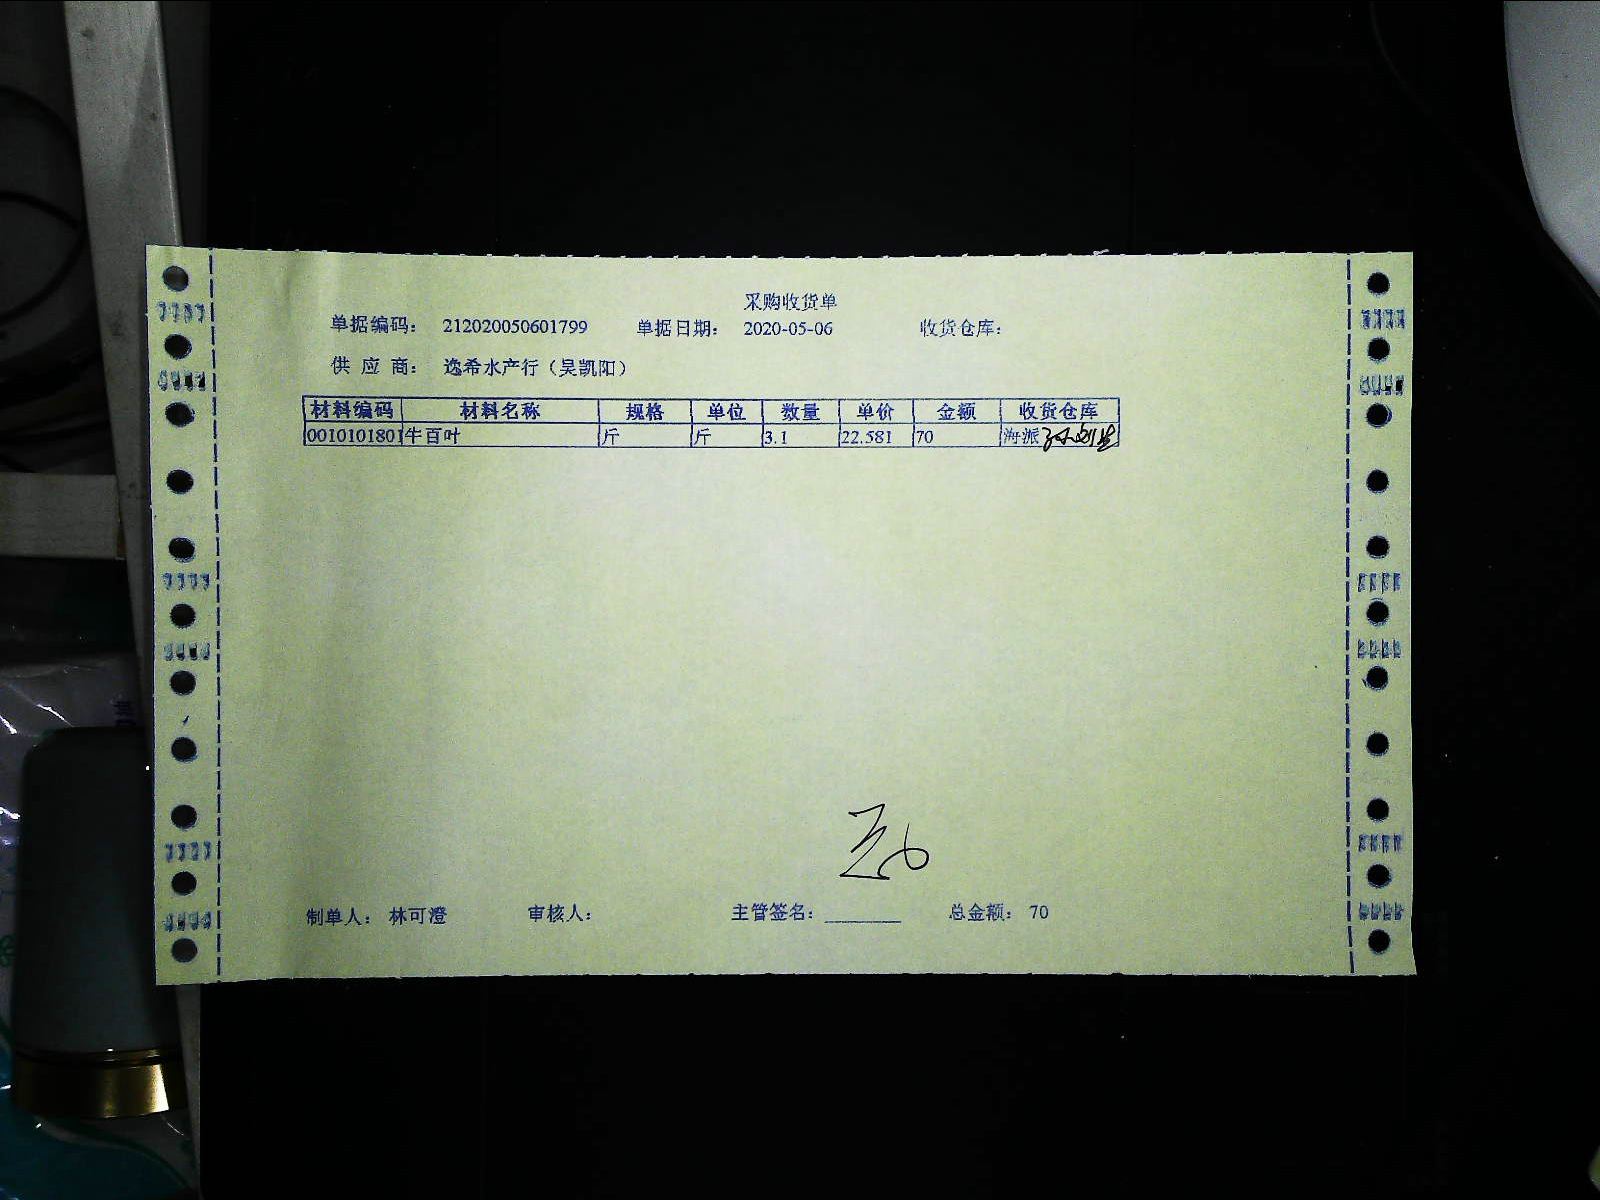 采购收货单
单据编码： 212020050601799 单据日期： 2020-05-06 收货仓库：
供 应 商： 逸希水产行（吴凯阳）
材料编码 材料名称 规格 单位 数量 单价 金额 收货仓库
0010101801 牛百叶 斤 斤 3.1 22.581 70 海派
制单人： 林可澄 审核人： 主管签名：________ 总金额： 70